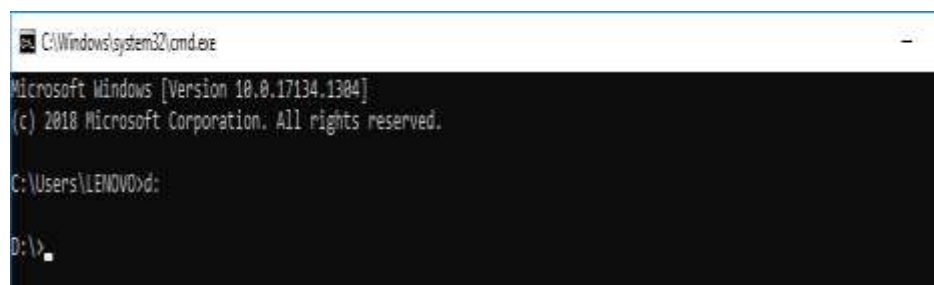 C:\Windows\system32\cmd.exe
Microsoft Windows [Version 10.0.17134.1304]
(c) 2018 Microsoft Corporation. All rights reserved.
C:\Users\LENOVO>d:
D:\>